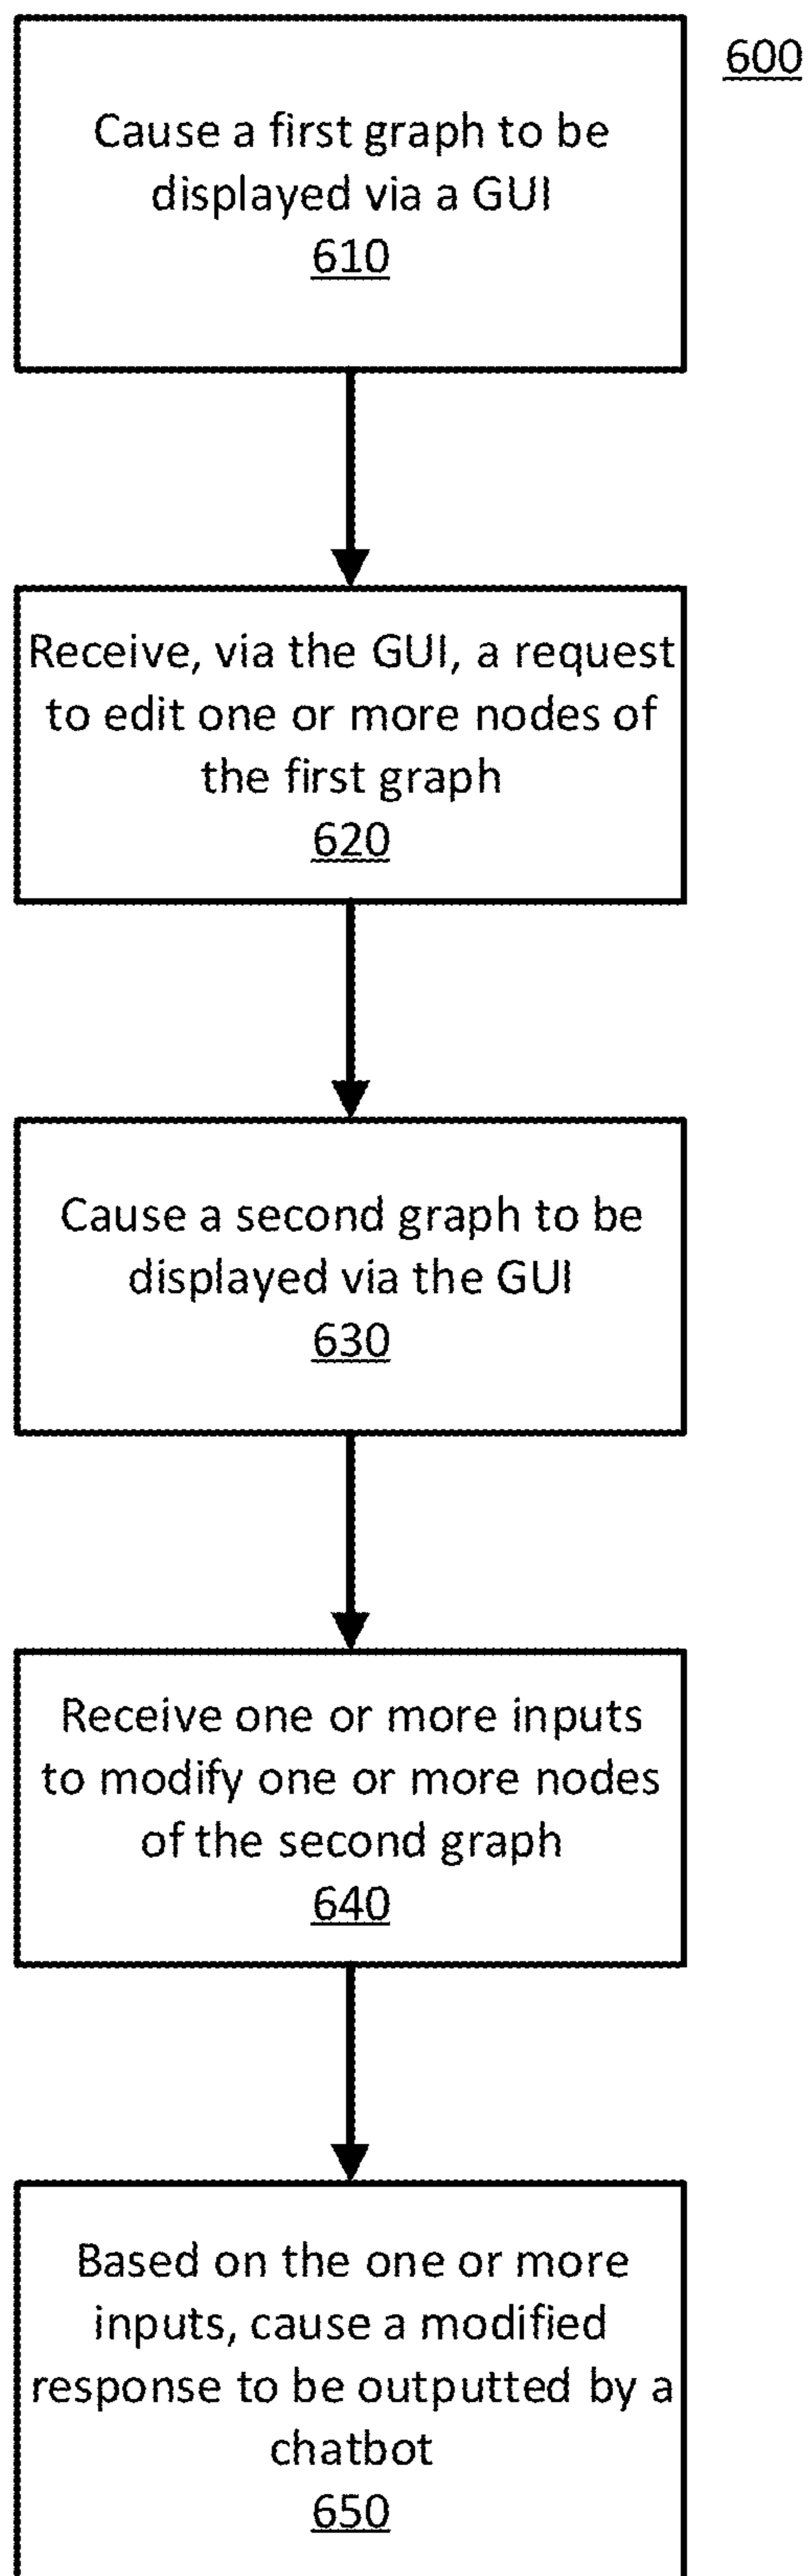 600
Cause a first graph to be
displayed via a GUI
610
Receive, via the GUI, a request
to edit one or more nodes of
the first graph
620
Cause a second graph to be
displayed via the GUI
630
Receive one or more inputs
to modify one or more nodes
of the second graph
640
Based on the one or more
inputs, cause a modified
response to be outputted by a
chatbot
650